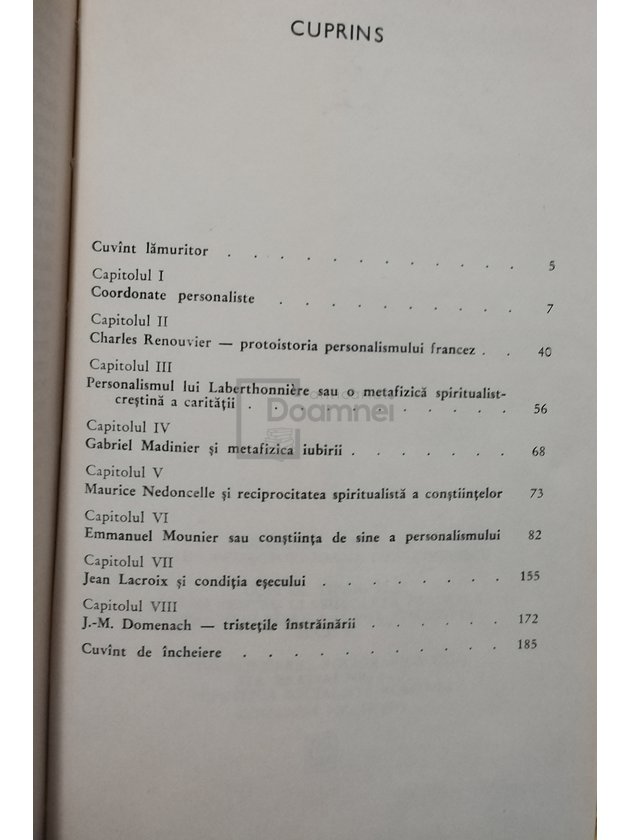 CUPRINS
Cuvînt lămuritor . . . . . . . . . . . . 5
Capitolul I
Coordonate personaliste . . . . . . . . . . 7
Capitolul II
Charles Renouvier — protoistoria personalismului francez . . 40
Capitolul III
Personalismul lui Laberthonnière sau o metafizică spiritualist-
creștină a carității . . . . . . . . . . . 56
Capitolul IV
Gabriel Madinier și metafizica iubirii . . . . . . . 68
Capitolul V
Maurice Nedoncelle și reciprocitatea spiritualistă a conștiințelor 73
Capitolul VI
Emmanuel Mounier sau conștiința de sine a personalismului 82
Capitolul VII
Jean Lacroix și condiția eșecului . . . . . . . . 155
Capitolul VIII
J.-M. Domenach — tristețile înstrăinării . . . . . . 172
Cuvînt de încheiere . . . . . . . . . . . 185
Doamnei